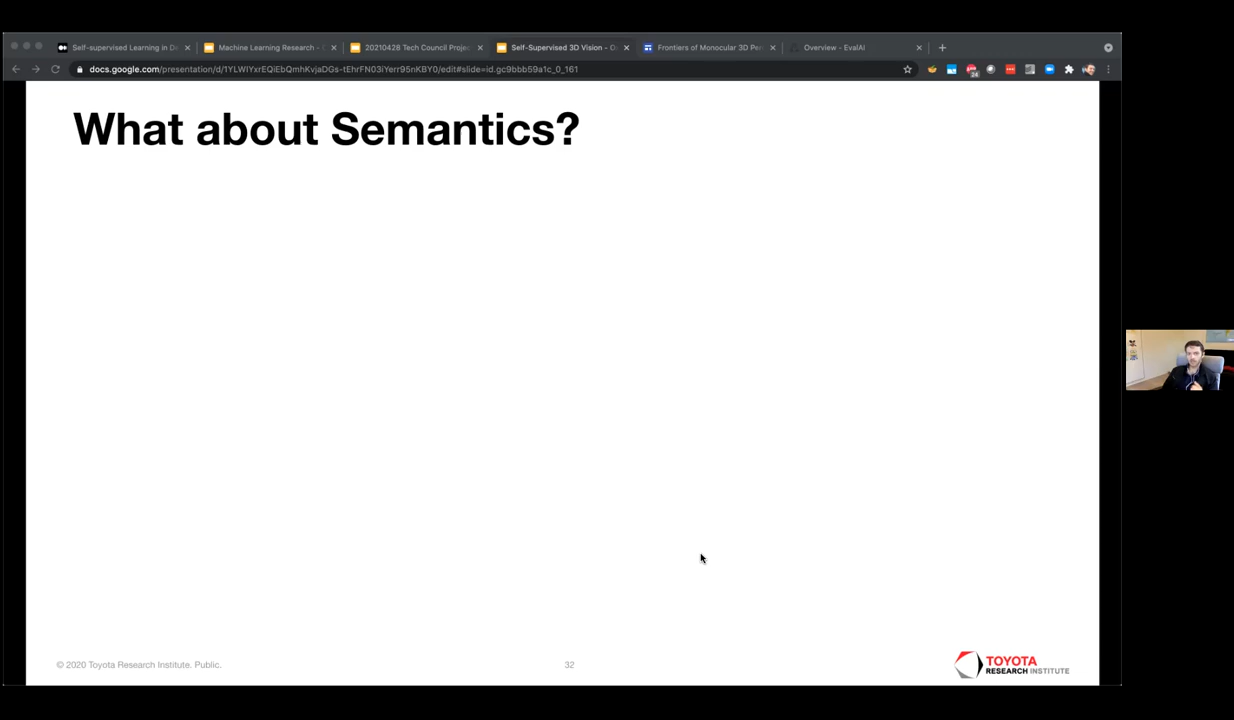 Self-supervised Learning in De
Machine Learning Research -
20210428 Tech Council Projec
Self-Supervised 3D Vision - O
Frontiers of Monocular 3D Per
Overview - EvalAI
docs.google.com/presentation/d/1YLWIYxrEQiEbQmhKvjaDGs-tEhrFN03iYerr95nKBY0/edit#slide=id.gc9bbb59a1c_0_161
24
What about Semantics?
© 2020 Toyota Research Institute. Public.
32
TOYOTA
RESEARCH INSTITUTE